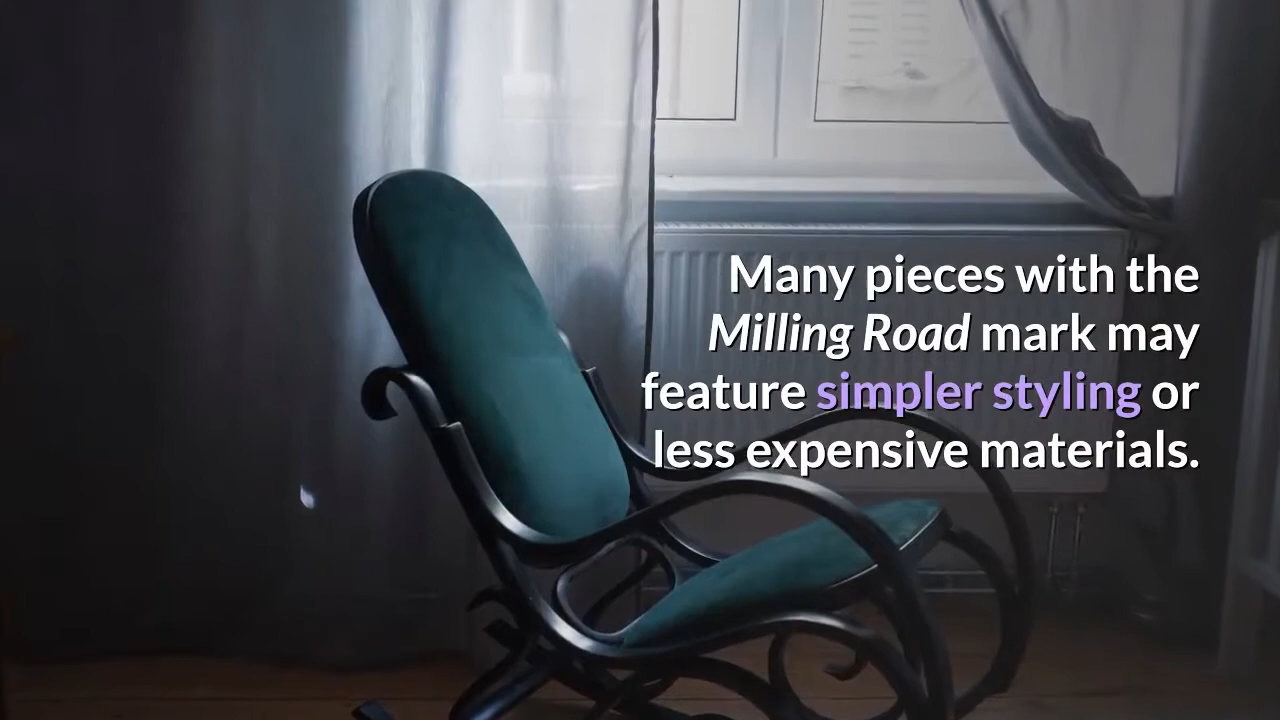 Many pieces with the
Milling Road mark may
feature simpler styling or
less expensive materials.